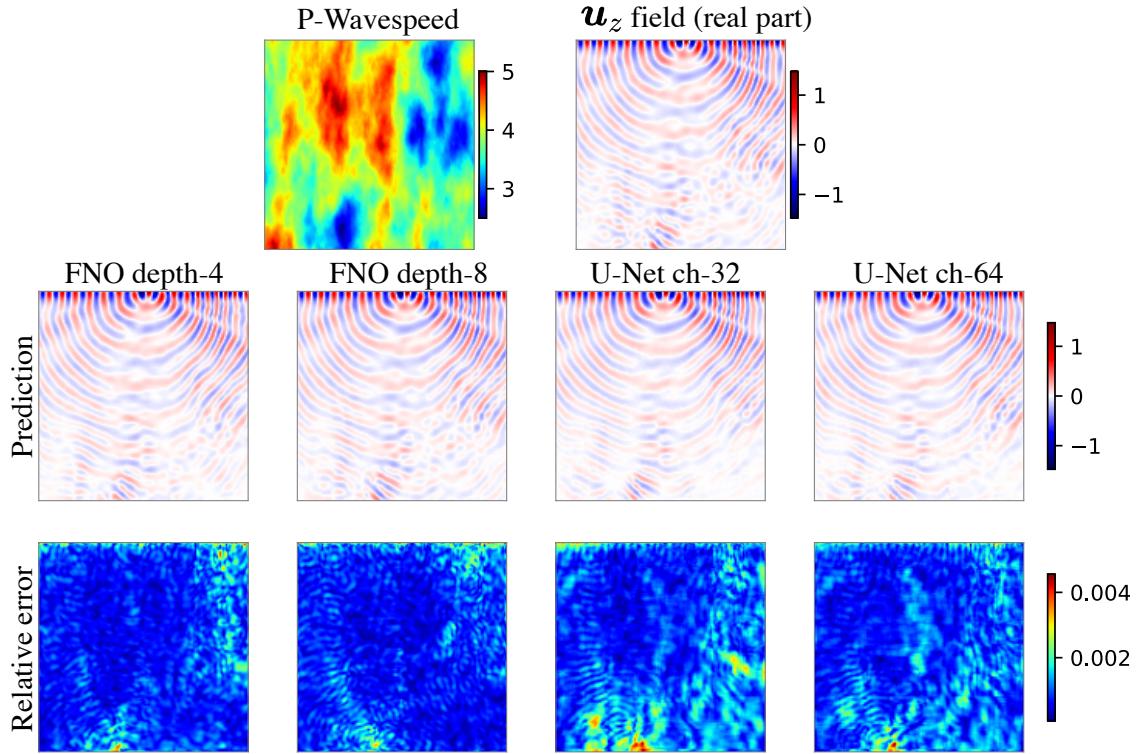 P-Wavespeed
𝒖z field (real part)
5
4
3
1
0
−1
FNO depth-4
FNO depth-8
U-Net ch-32
U-Net ch-64
Prediction
1
0
−1
Relative error
0.004
0.002